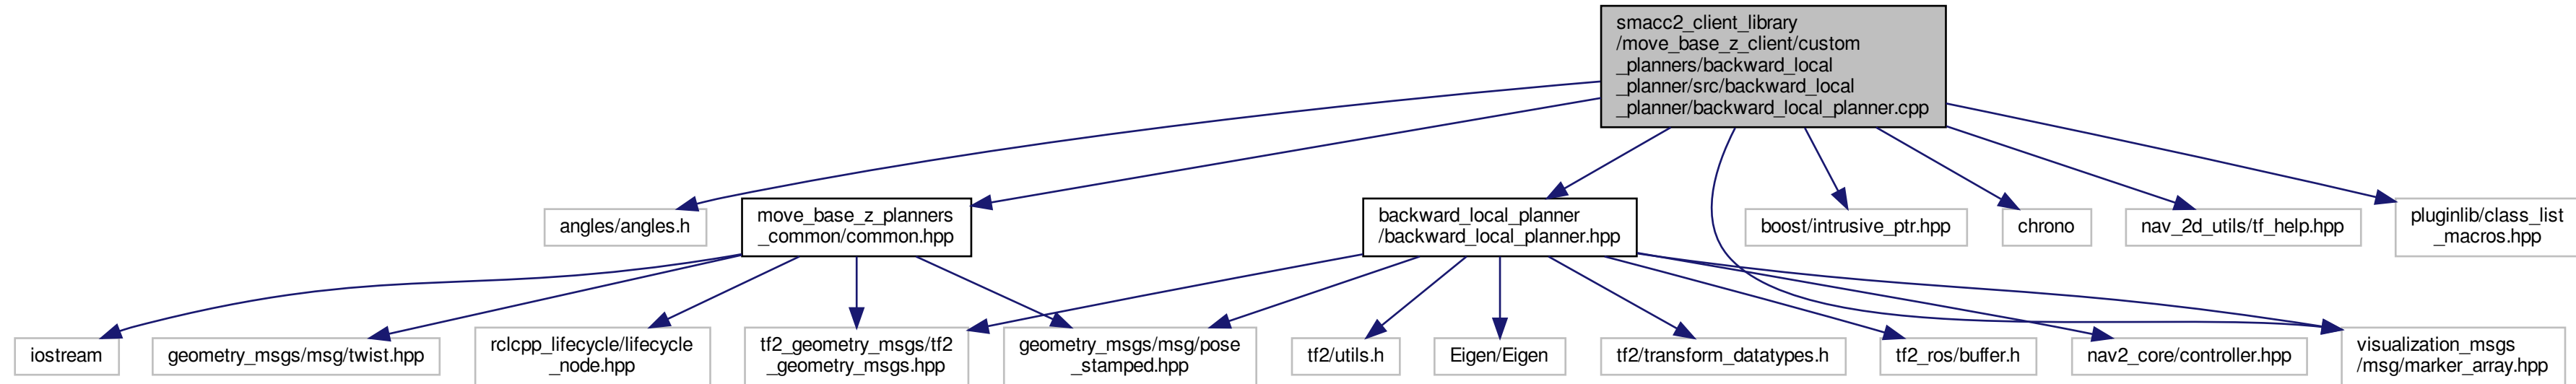 smacc2_client_library
/move_base_z_client/custom
_planners/backward_local
_planner/src/backward_local
_planner/backward_local_planner.cpp
angles/angles.h
move_base_z_planners
_common/common.hpp
backward_local_planner
/backward_local_planner.hpp
boost/intrusive_ptr.hpp
chrono
nav_2d_utils/tf_help.hpp
pluginlib/class_list
_macros.hpp
iostream
geometry_msgs/msg/twist.hpp
rclcpp_lifecycle/lifecycle
_node.hpp
tf2_geometry_msgs/tf2
_geometry_msgs.hpp
geometry_msgs/msg/pose
_stamped.hpp
tf2/utils.h
Eigen/Eigen
tf2/transform_datatypes.h
tf2_ros/buffer.h
nav2_core/controller.hpp
visualization_msgs
/msg/marker_array.hpp